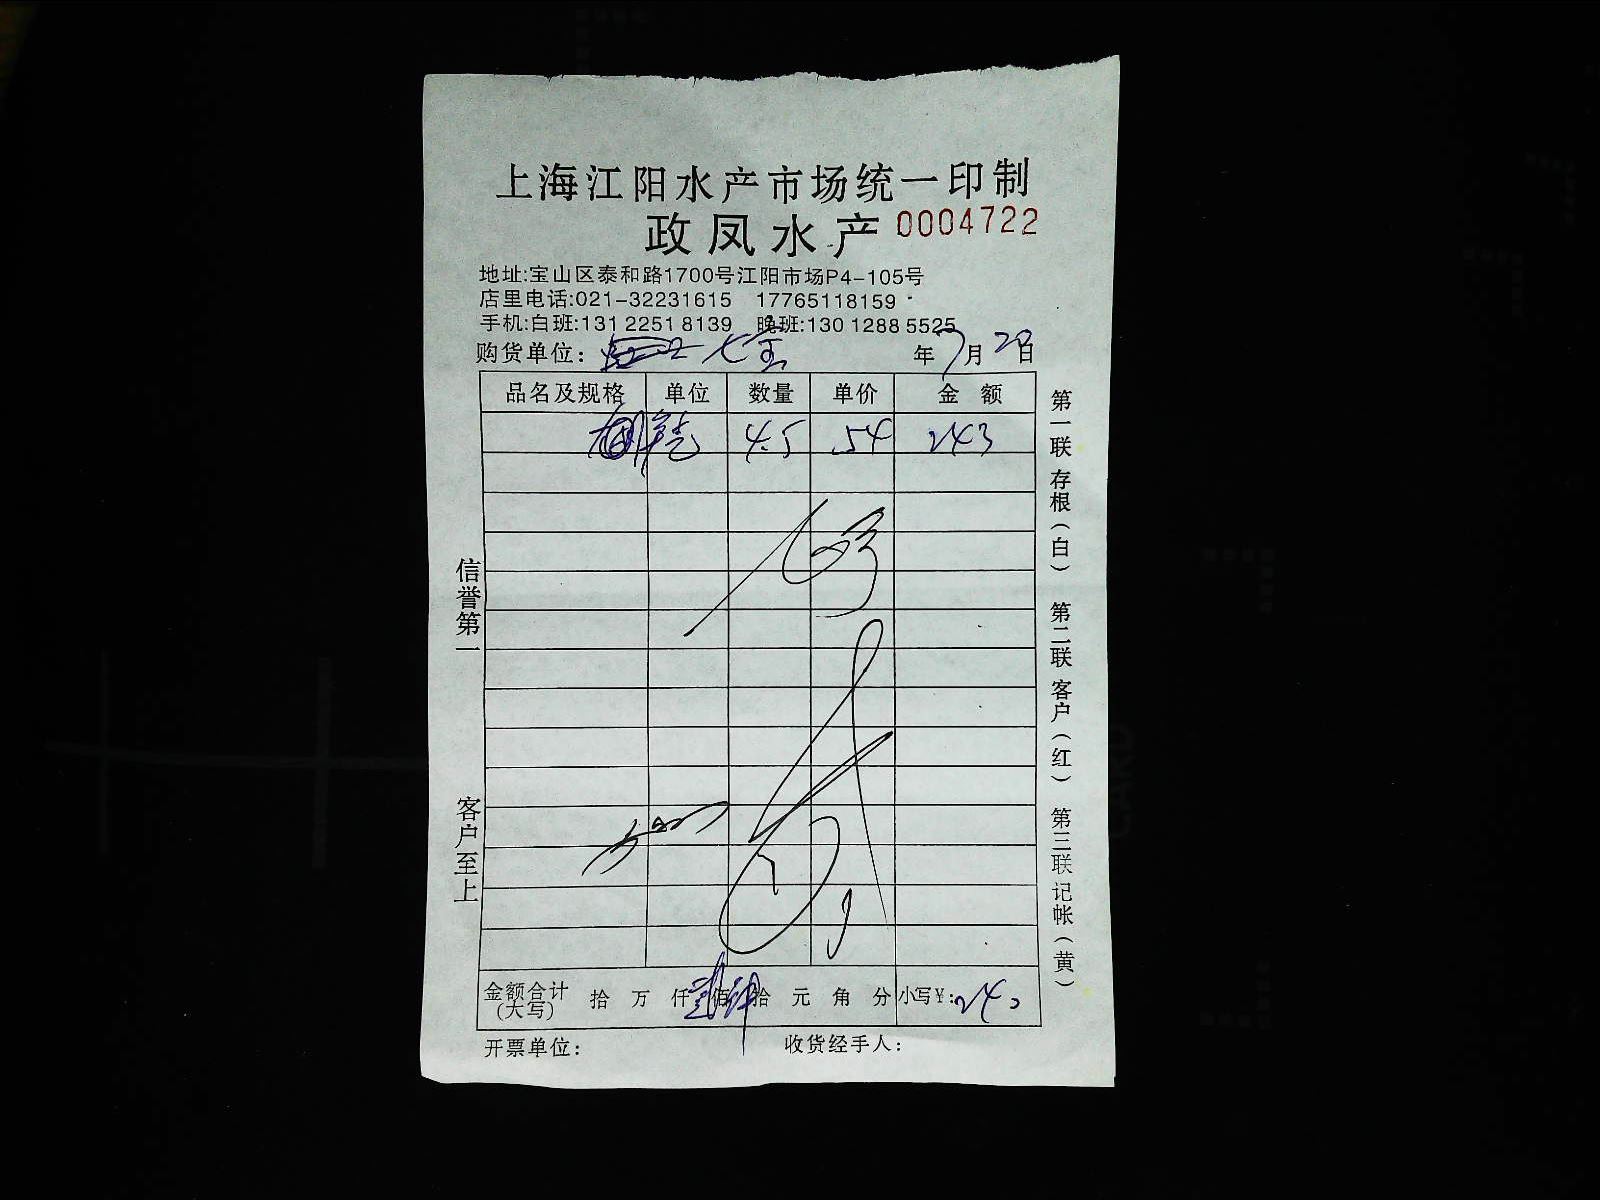 上海江阳水产市场统一印制
政凤水产 0004722
地址:宝山区泰和路1700号江阳市场P4-105号
店里电话:021-32231615 17765118159
手机:白班:131 2251 8139 晚班:130 1288 5525
购货单位: 七宝 年7月28日
品名及规格 单位 数量 单价 金额
4.5 54 243
金额合计(大写) 拾 万 仟 佰 拾 元 角 分 小写¥:243
开票单位: 收货经手人:
信誉第一 客户至上
第一联存根(白) 第二联客户(红) 第三联记帐(黄)